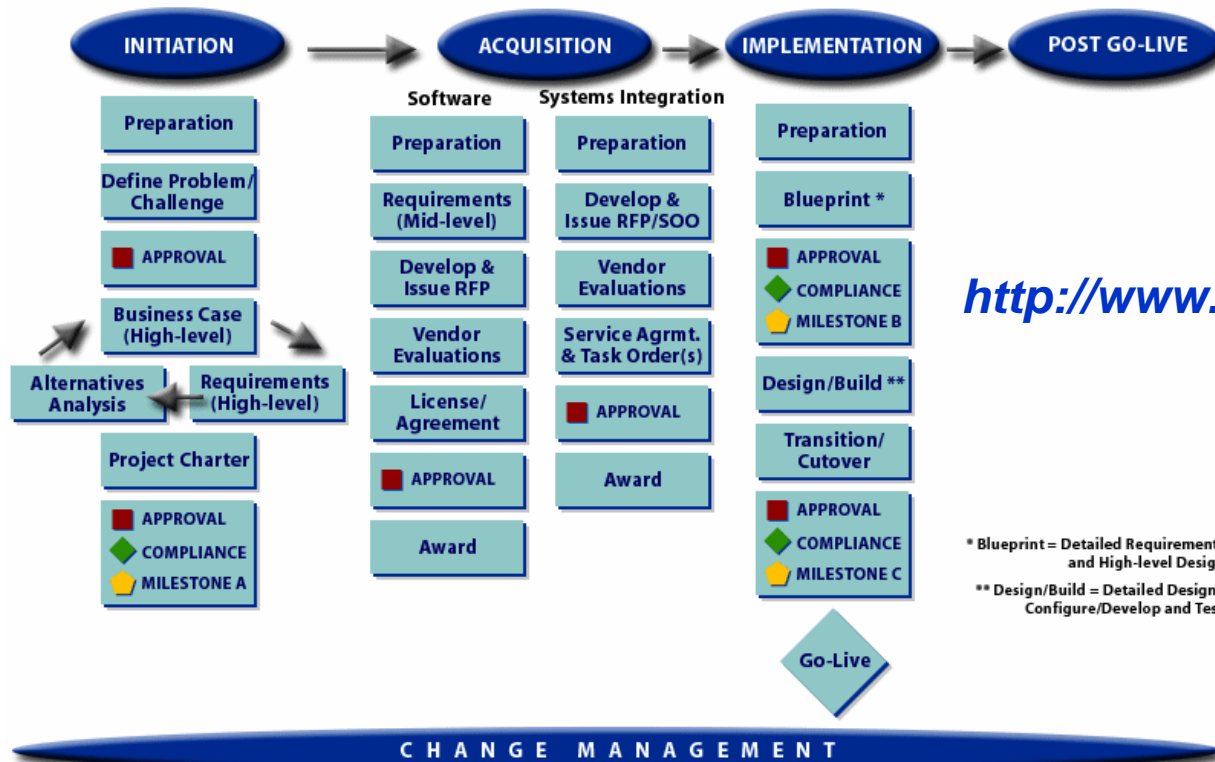 INITIATION
ACQUISITION
IMPLEMENTATION
POST GO-LIVE
Preparation
Define Problem/
Challenge
APPROVAL
Business Case
(High-level)
Alternatives
Analysis
Requirements
(High-level)
Project Charter
APPROVAL
COMPLIANCE
MILESTONE A
Software
Preparation
Requirements
(Mid-level)
Develop &
Issue RFP
Vendor
Evaluations
License/
Agreement
APPROVAL
Award
Systems Integration
Preparation
Develop &
Issue RFP/SOO
Vendor
Evaluations
Service Agrmt.
& Task Order(s)
APPROVAL
Award
Preparation
Blueprint *
APPROVAL
COMPLIANCE
MILESTONE B
Design/Build **
Transition/
Cutover
APPROVAL
COMPLIANCE
MILESTONE C
Go-Live
http://www.
* Blueprint = Detailed Requirement
and High-level Desig
** Design/Build = Detailed Design
Configure/Develop and Tes
CHANGE MANAGEMENT